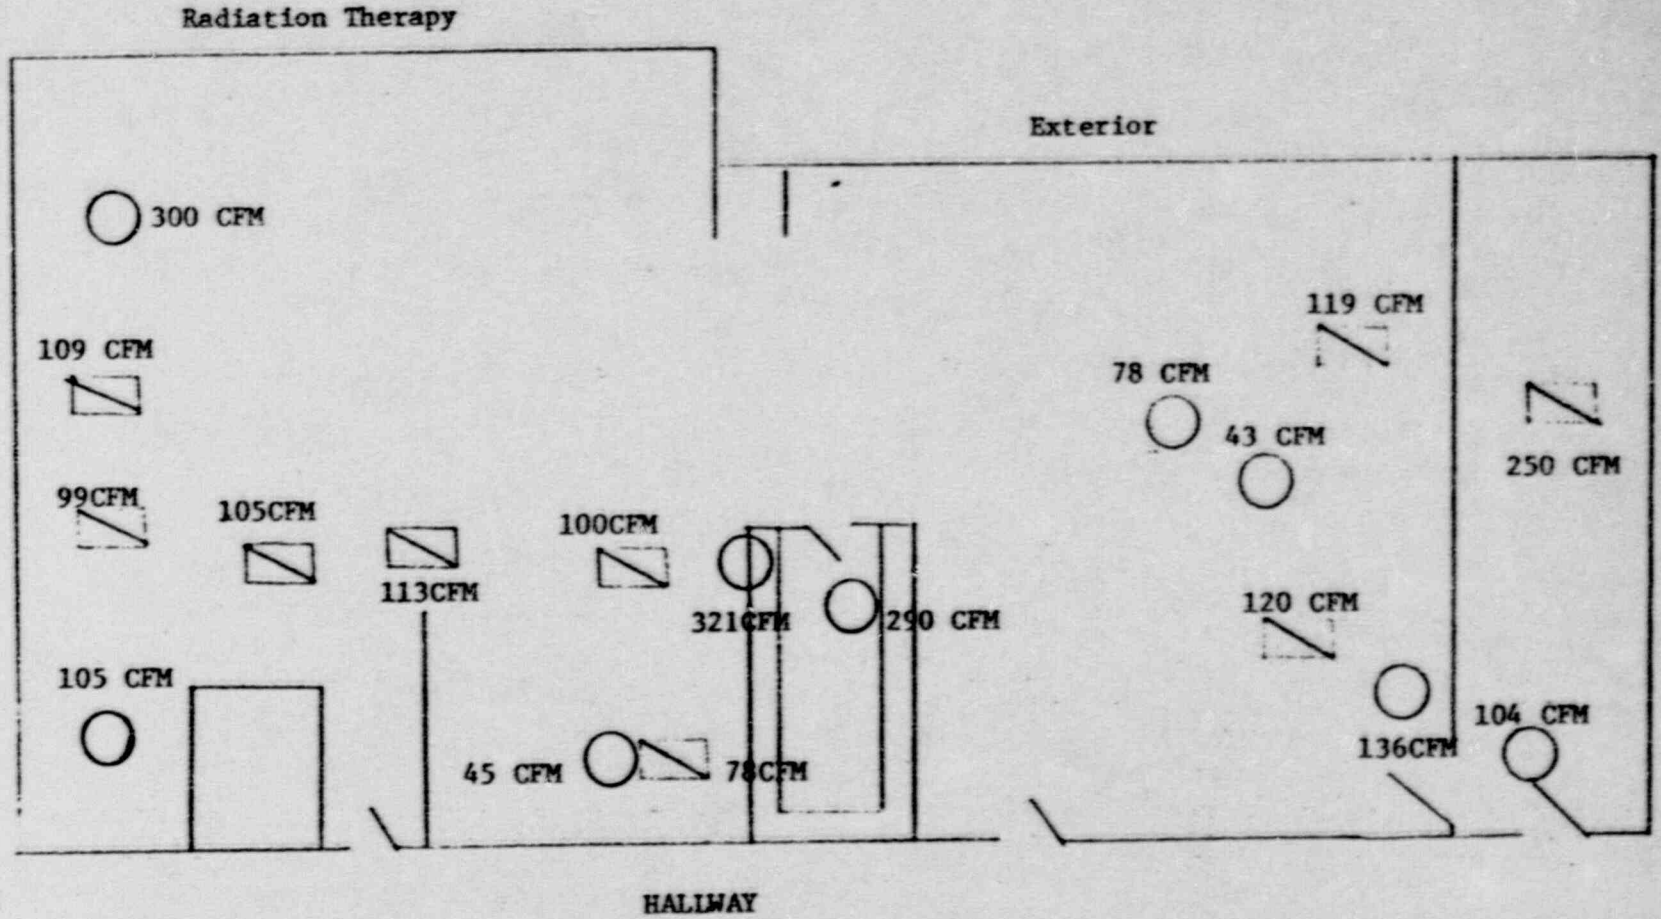 Radiation Therapy
Exterior
300 CFM
119 CFM
109 CFM
78 CFM
43 CFM
250 CFM
99CFM
105CFM
100CFM
113CFM
120 CFM
321CFM
290 CFM
105 CFM
104 CFM
136CFM
45 CFM
78CFM
HALLWAY